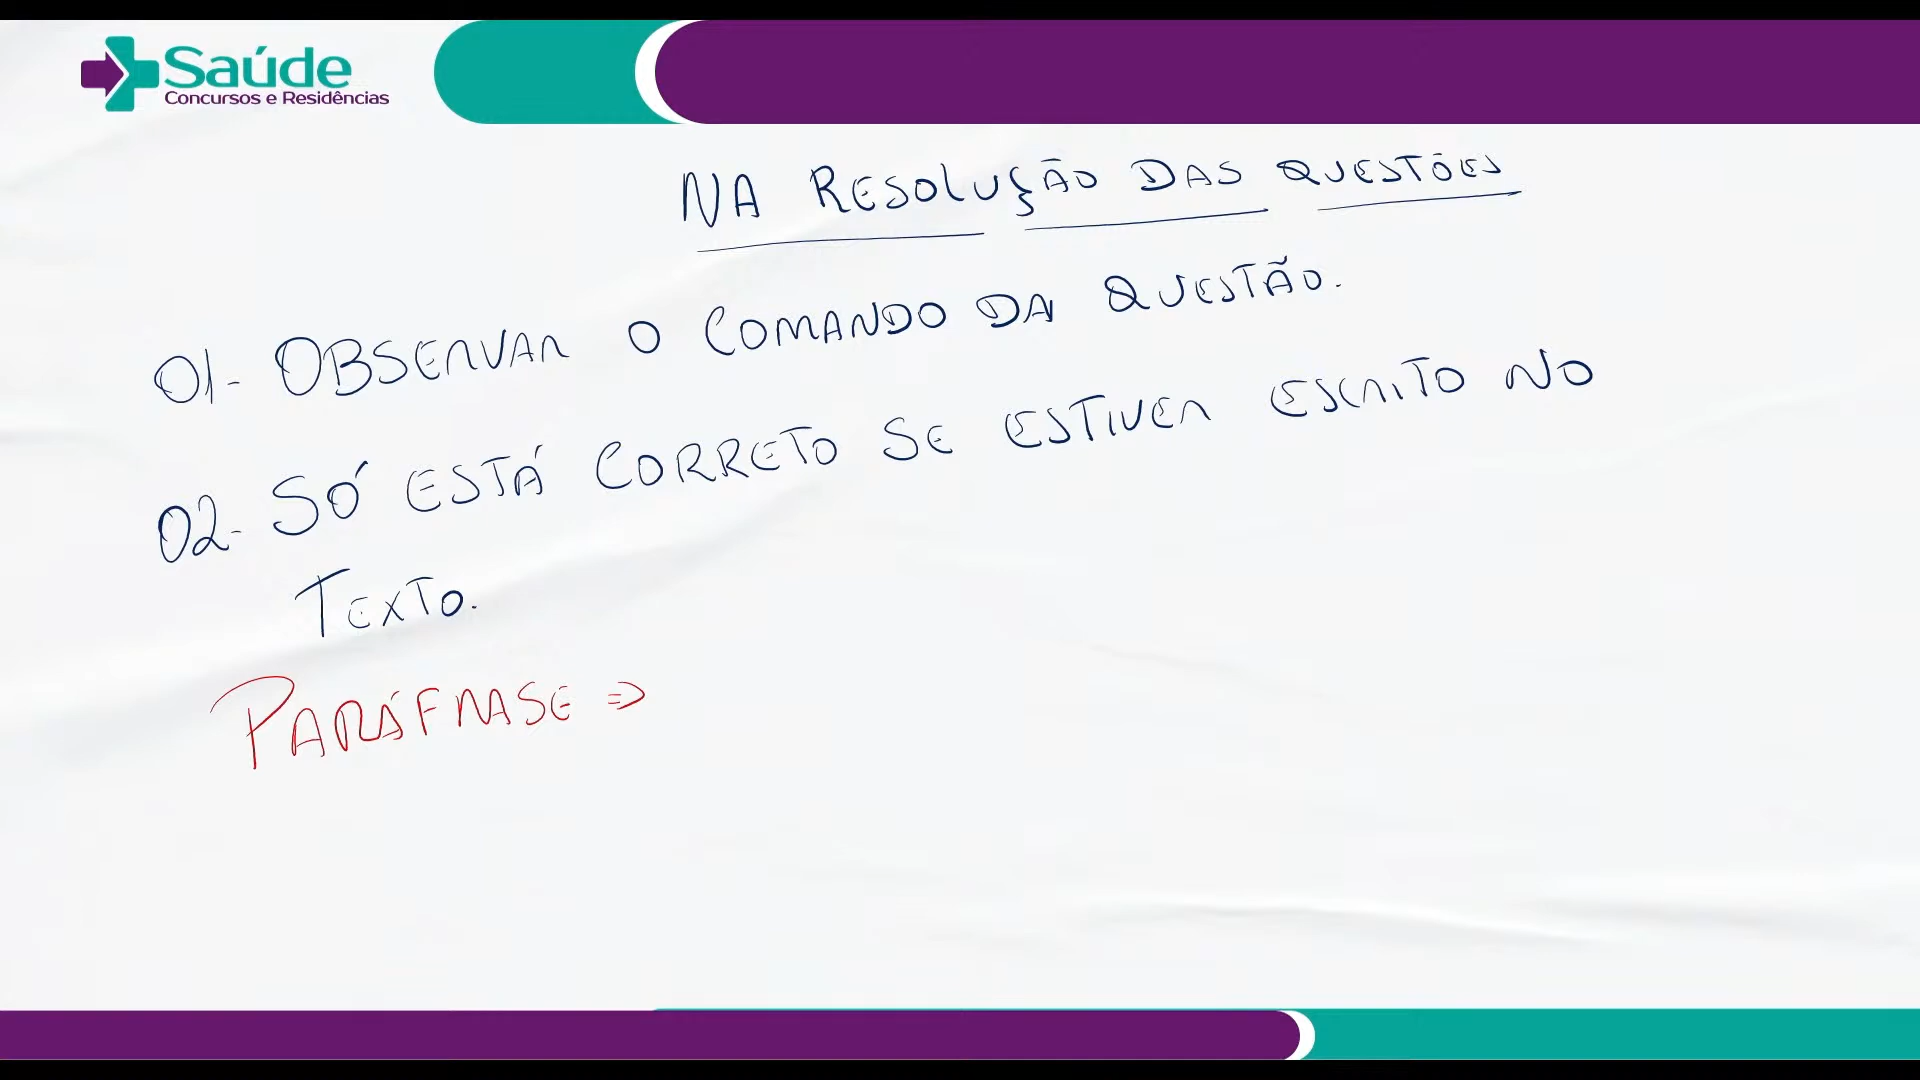 Saúde
Concursos e Residências
NA RESOLUÇÃO DAS QUESTÕES
01- OBSERVAR O COMANDO DA QUESTÃO.
02- SÓ ESTÁ CORRETO SE ESTIVER ESCRITO NO
TEXTO.
PARÁFRASE =>